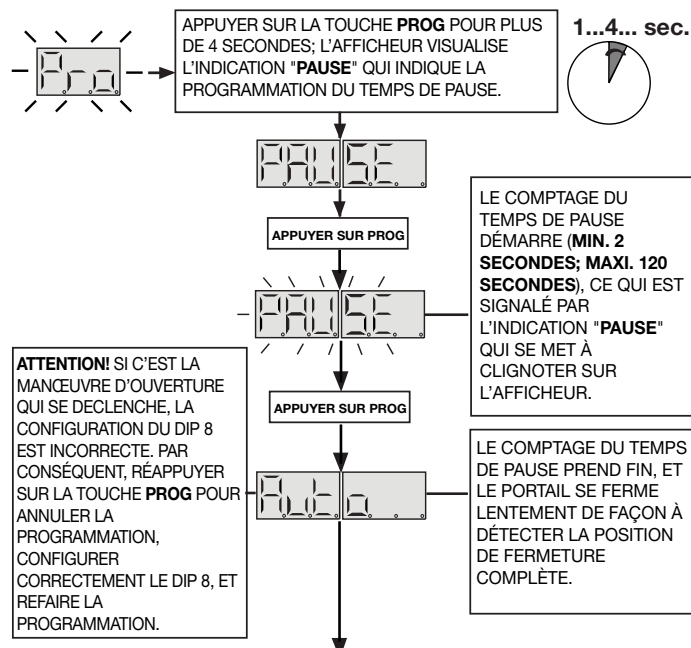 Pro
APPUYER SUR LA TOUCHE PROG POUR PLUS
DE 4 SECONDES; L'AFFICHEUR VISUALISE
L'INDICATION "PAUSE" QUI INDIQUE LA
PROGRAMMATION DU TEMPS DE PAUSE.
1...4... sec.
PAUSE
APPUYER SUR PROG
PAUSE
LE COMPTAGE DU
TEMPS DE PAUSE
DÉMARRE (MIN. 2
SECONDES; MAXI. 120
SECONDES), CE QUI EST
SIGNALÉ PAR
L'INDICATION "PAUSE"
QUI SE MET À
CLIGNOTER SUR
L'AFFICHEUR.
APPUYER SUR PROG
ATTENTION! SI C'EST LA
MANŒUVRE D'OUVERTURE
QUI SE DECLENCHE, LA
CONFIGURATION DU DIP 8
EST INCORRECTE. PAR
CONSÉQUENT, RÉAPPUYER
SUR LA TOUCHE PROG POUR
ANNULER LA
PROGRAMMATION,
CONFIGURER
CORRECTEMENT LE DIP 8, ET
REFAIRE LA
PROGRAMMATION.
Auto
LE COMPTAGE DU TEMPS
DE PAUSE PREND FIN, ET
LE PORTAIL SE FERME
LENTEMENT DE FAÇON À
DÉTECTER LA POSITION
DE FERMETURE
COMPLÈTE.